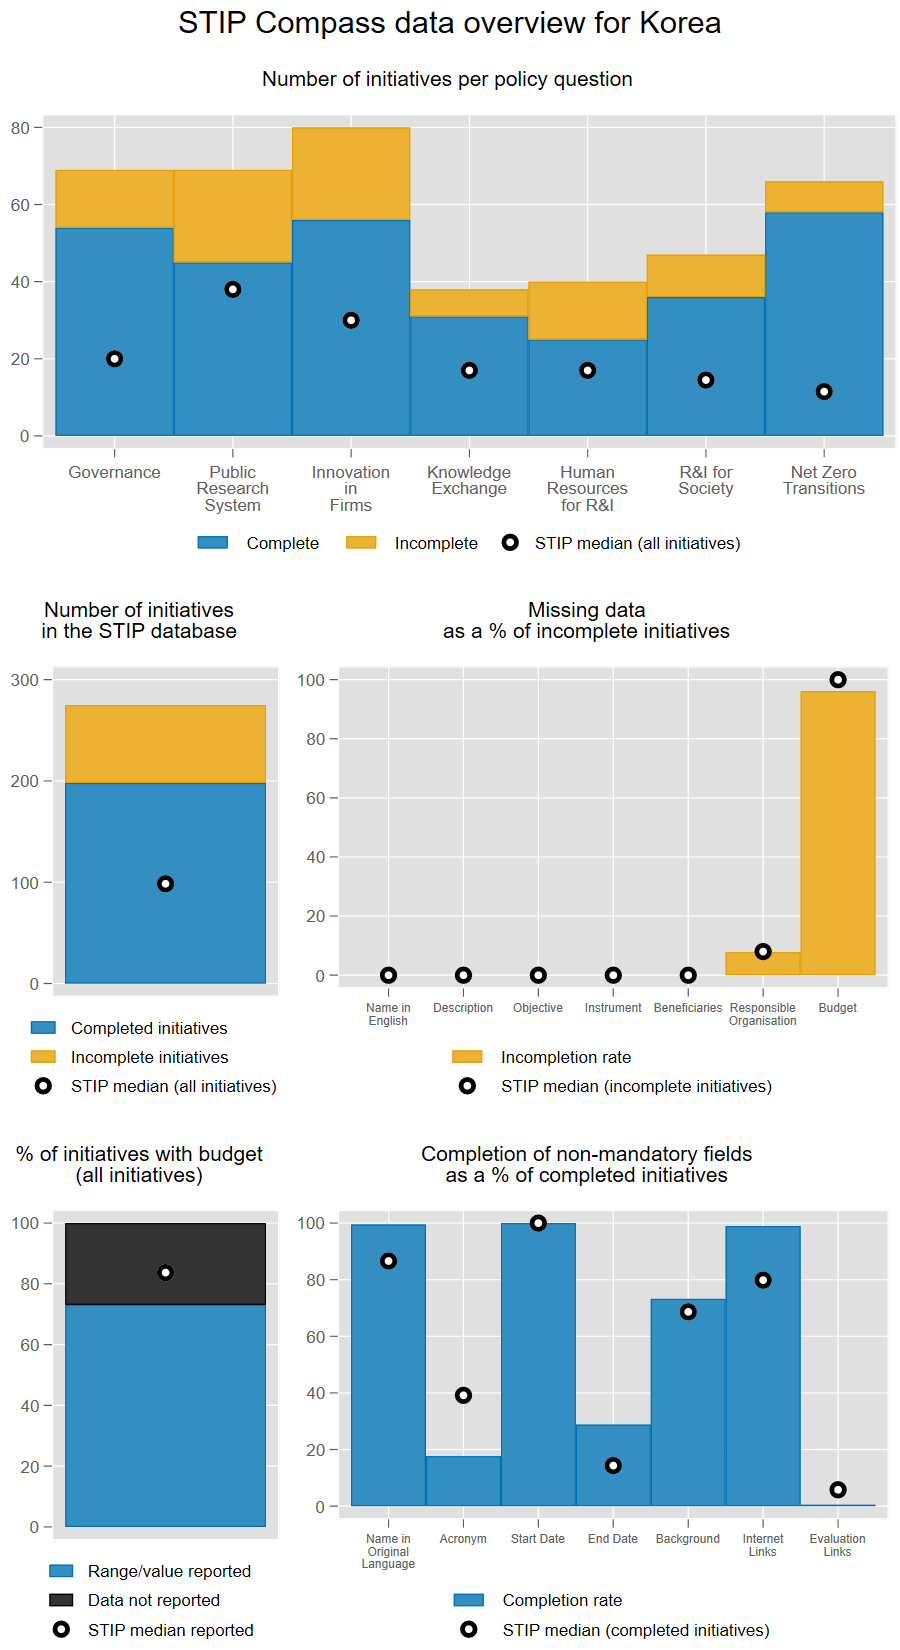 STIP Compass data overview for Korea
Number of initiatives per policy question
80
60
40
20
0
Governance
Public
Research
System
Innovation
in
Firms
Knowledge
Exchange
Human
Resources
for R&I
R&I for
Society
Net Zero
Transitions
Complete
Incomplete
STIP median (all initiatives)
Number of initiatives
in the STIP database
300
200
100
0
Completed initiatives
Incomplete initiatives
STIP median (all initiatives)
Missing data
as a % of incomplete initiatives
100
80
60
40
20
0
Name in
English
Description
Objective
Instrument
Beneficiaries
Responsible
Organisation
Budget
Incompletion rate
STIP median (incomplete initiatives)
% of initiatives with budget
(all initiatives)
100
80
60
40
20
0
Range/value reported
Data not reported
STIP median reported
Completion of non-mandatory fields
as a % of completed initiatives
100
80
60
40
20
0
Name in
Original
Language
Acronym
Start Date
End Date
Background
Internet
Links
Evaluation
Links
Completion rate
STIP median (completed initiatives)